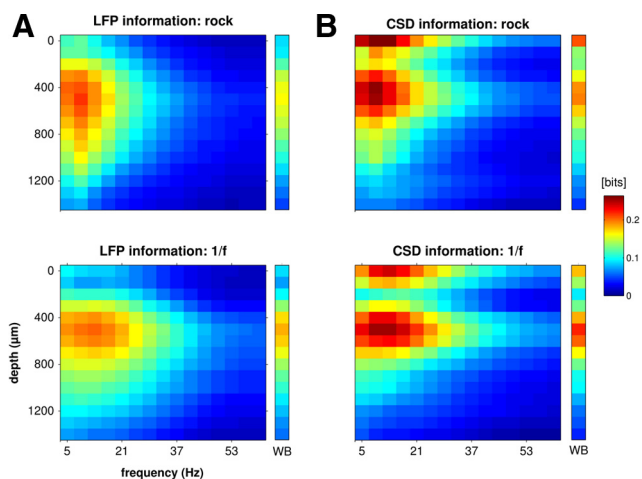 A
B
LFP information: rock
CSD information: rock
0
400
800
1200
[bits]
0.2
0.1
0
LFP information: 1/f
CSD information: 1/f
depth (µm)
0
400
800
1200
5 21 37 53 WB
5 21 37 53 WB
frequency (Hz)